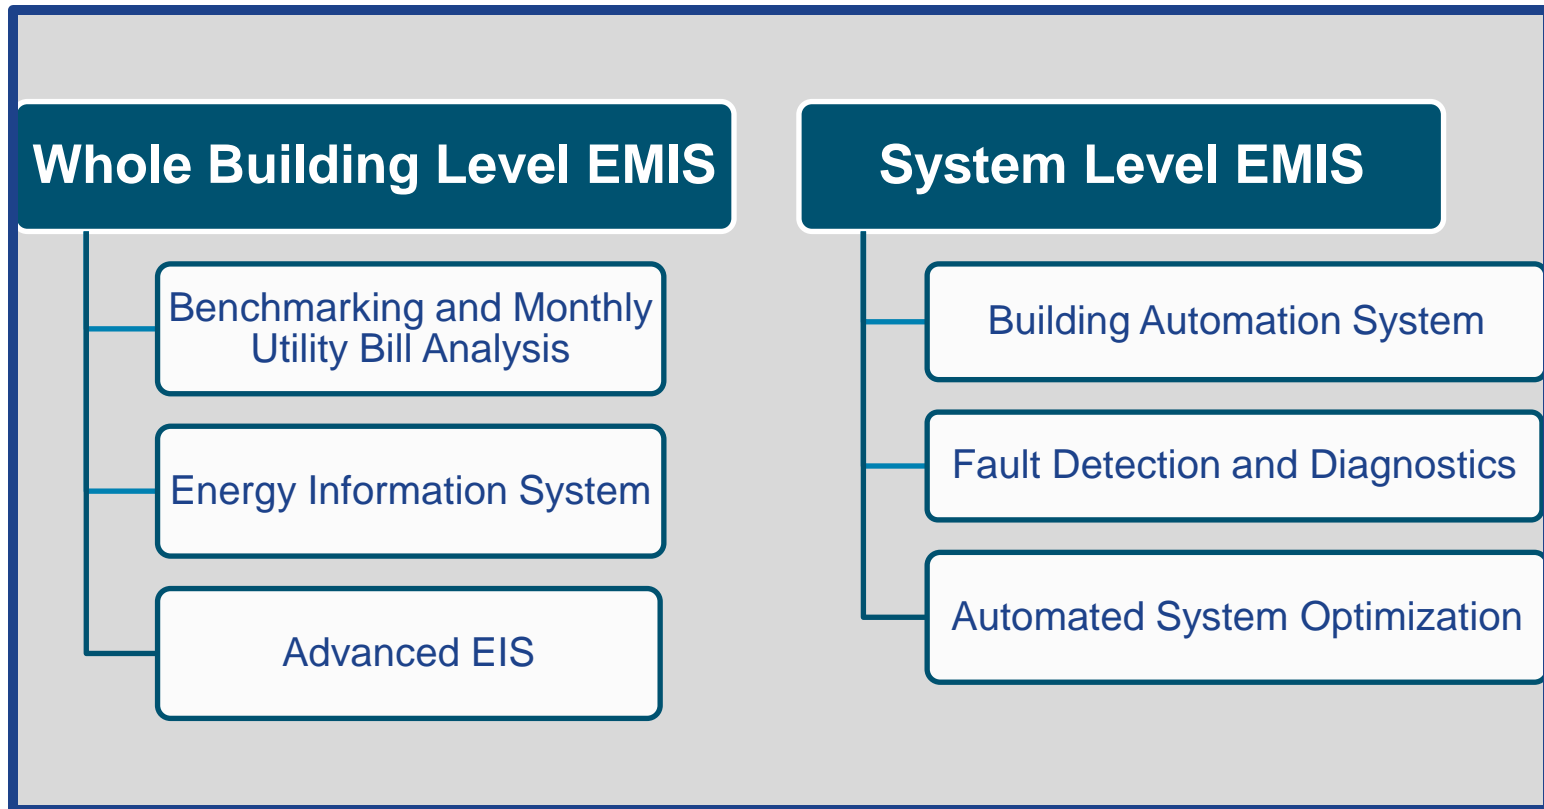 Whole Building Level EMIS
Benchmarking and Monthly
Utility Bill Analysis
Energy Information System
Advanced EIS
System Level EMIS
Building Automation System
Fault Detection and Diagnostics
Automated System Optimization